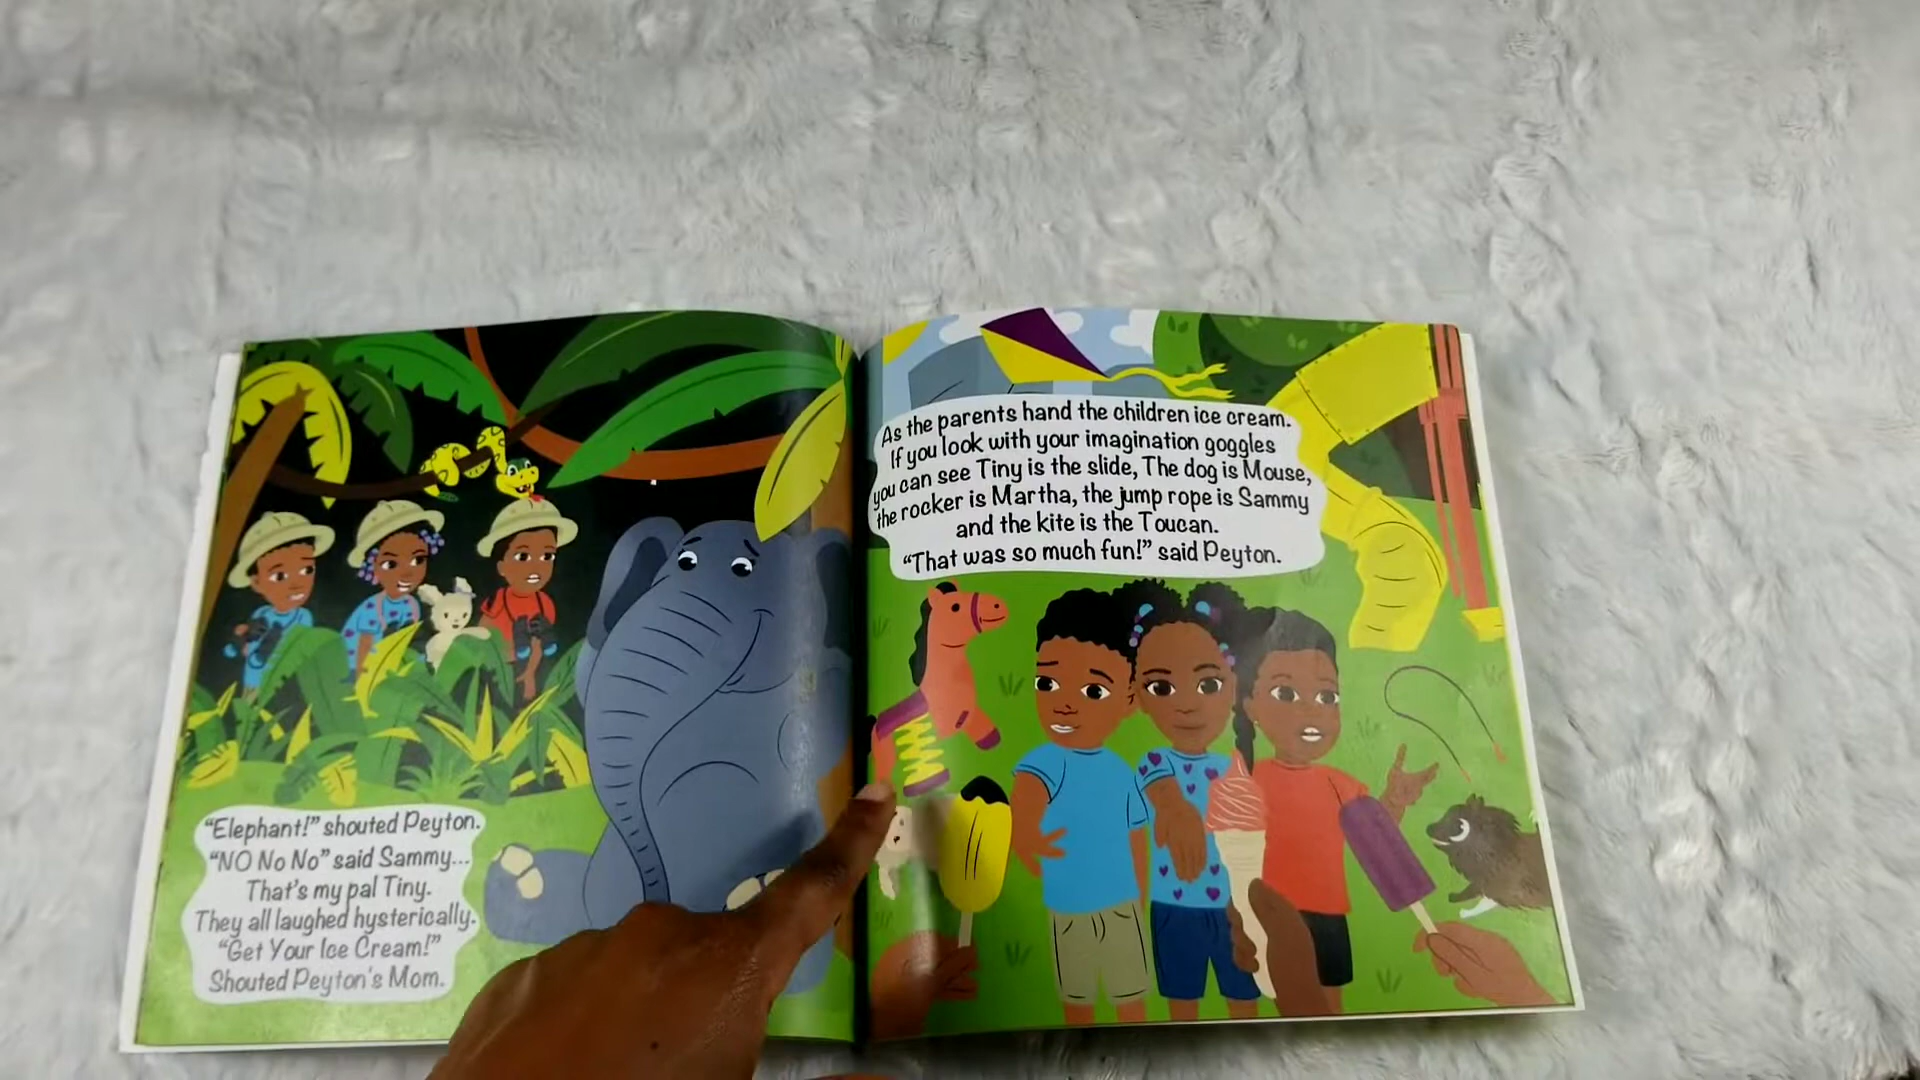 “Elephant!” shouted Peyton.
“NO No No” said Sammy...
That's my pal Tiny.
They all laughed hysterically.
“Get Your Ice Cream!”
Shouted Peyton's Mom.
As the parents hand the children ice cream.
If you look with your imagination goggles
you can see Tiny is the slide, The dog is Mouse,
the rocker is Martha, the jump rope is Sammy
and the kite is the Toucan.
“That was so much fun!” said Peyton.